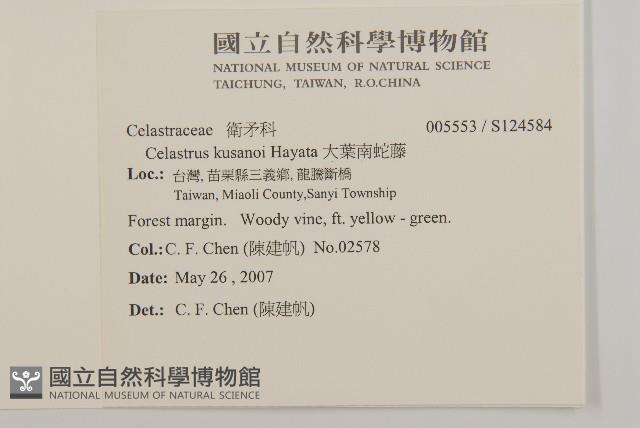 國立自然科學博物館
NATIONAL MUSEUM OF NATURAL SCIENCE
TAICHUNG, TAIWAN, R.O.CHINA
Celastraceae 衛矛科 005553 / S124584
Celastrus kusanoi Hayata 大葉南蛇藤
Loc.: 台灣, 苗栗縣三義鄉, 龍騰斷橋
Taiwan, Miaoli County,Sanyi Township
Forest margin. Woody vine, ft. yellow - green.
Col.: C. F. Chen (陳建帆) No.02578
Date: May 26 , 2007
Det.: C. F. Chen (陳建帆)
國立自然科學博物館
NATIONAL MUSEUM OF NATURAL SCIENCE